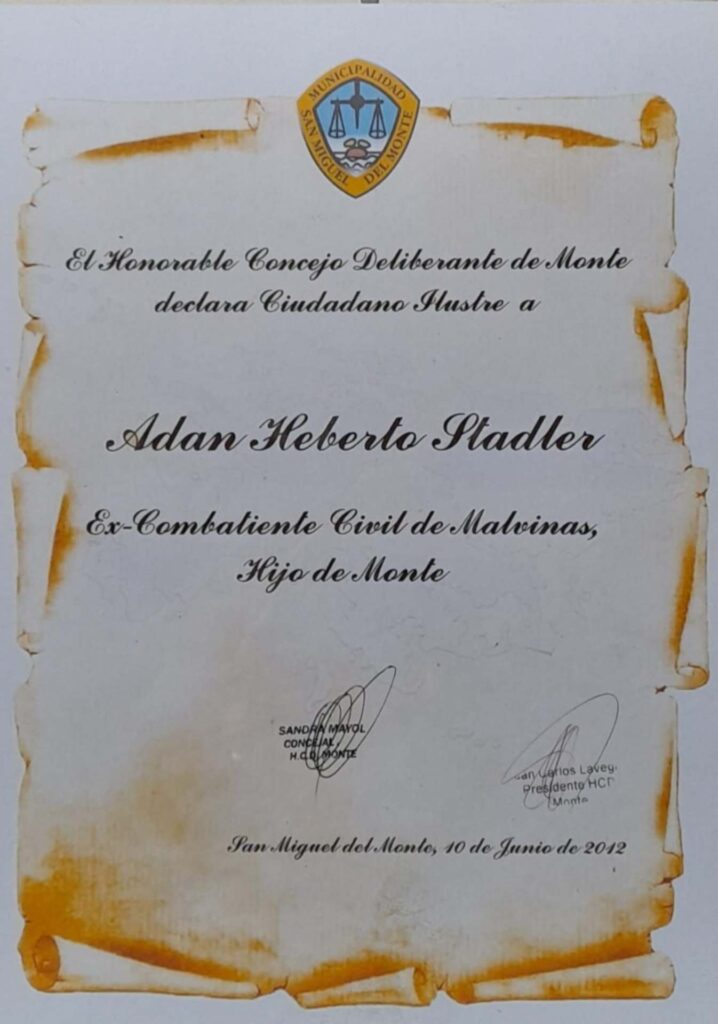 MUNICIPALIDAD
SAN MIGUEL DEL MONTE
El Honorable Concejo Deliberante de Monte
declara Ciudadano Ilustre a
Adan Heberto Stadler
Ex-Combatiente Civil de Malvinas,
Hijo de Monte
SANDRA MAYOL
CONCEJAL
H.C.D. MONTE
Carlos
Presidente
Monte
San Miguel del Monte, 10 de Junio de 2012